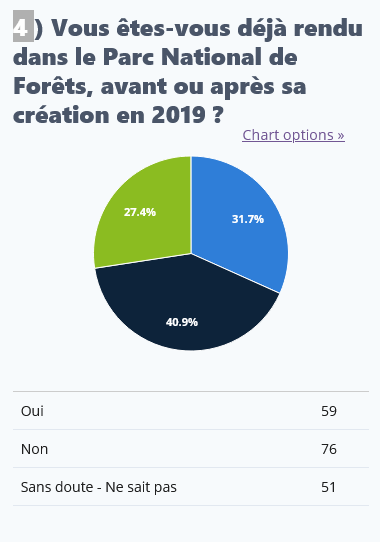 4) Vous êtes-vous déjà rendu
dans le Parc National de
Forêts, avant ou après sa
création en 2019 ?
Chart options »
27.4%
31.7%
40.9%
Oui 59
Non 76
Sans doute - Ne sait pas 51